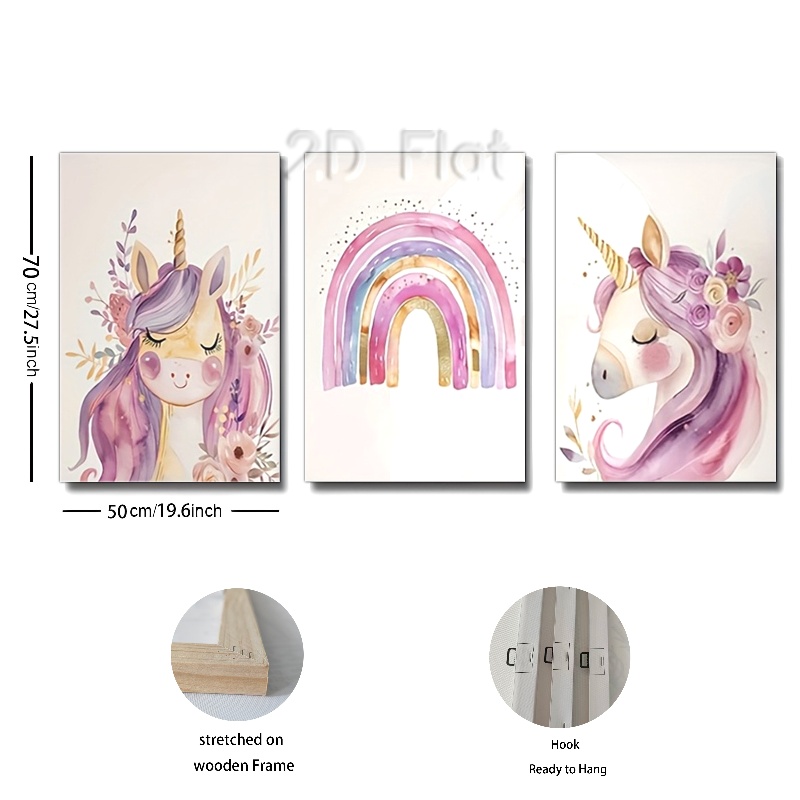 2D Flat
70 cm/27.5inch
50cm/19.6inch
stretched on
wooden Frame
Hook
Ready to Hang